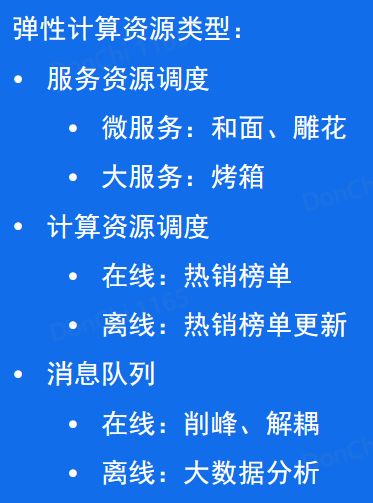 弹性计算资源类型：
• 服务资源调度
• 微服务：和面、雕花
• 大服务：烤箱
• 计算资源调度
• 在线：热销榜单
• 离线：热销榜单更新
• 消息队列
• 在线：削峰、解耦
• 离线：大数据分析